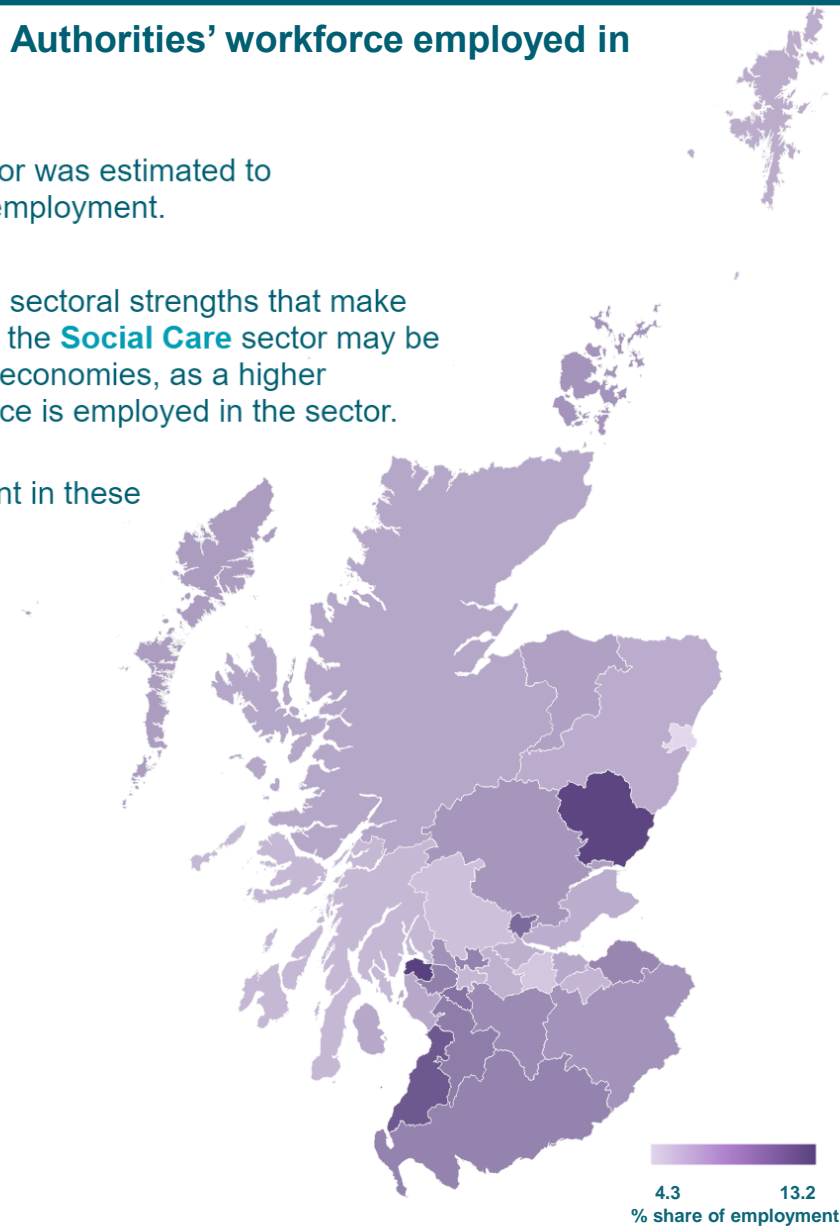 Authorities’ workforce employed in
or was estimated to
employment.
sectoral strengths that make
the Social Care sector may be
economies, as a higher
ce is employed in the sector.
nt in these
4.3 13.2
% share of employment